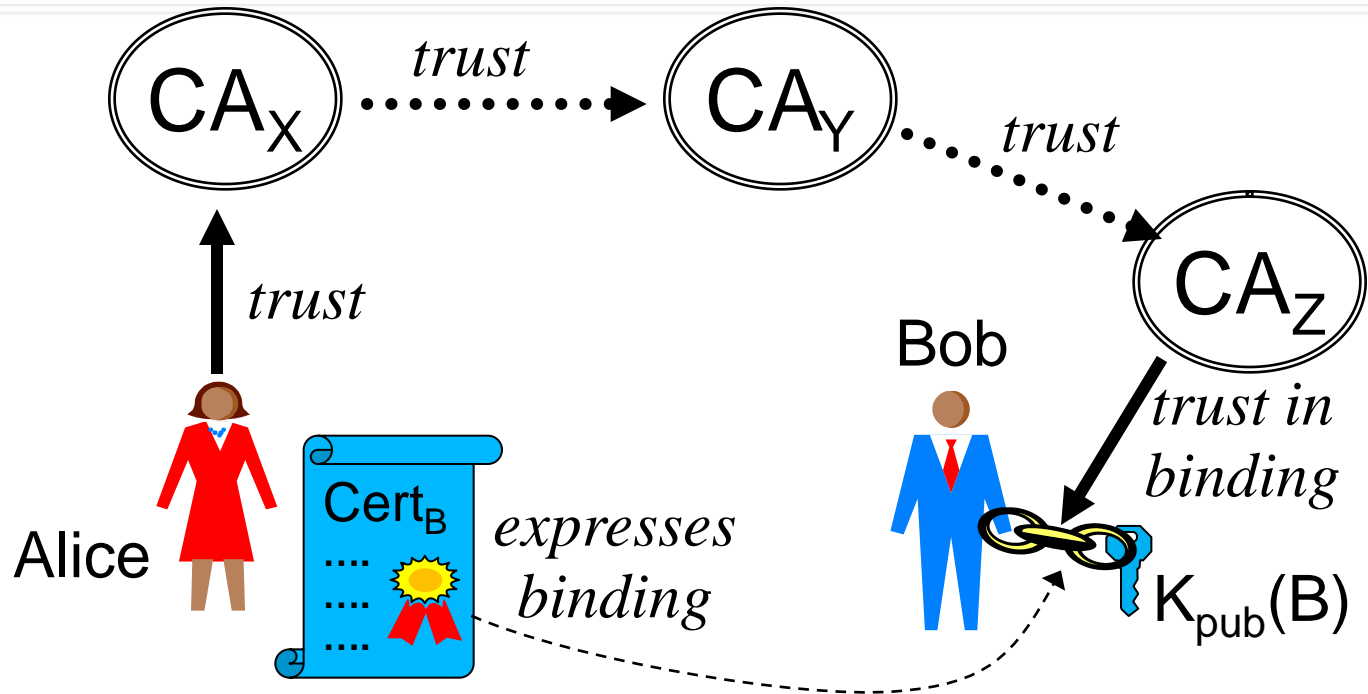 CAX
trust
CAY
trust
CAZ
trust
Bob
trust in
binding
Alice
CertB
....
....
....
expresses
binding
Kpub(B)